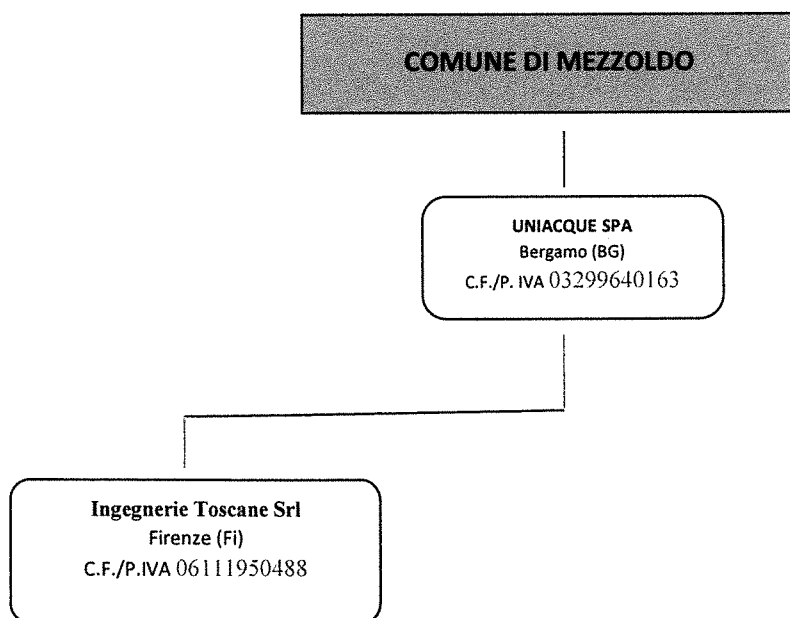 COMUNE DI MEZZOLDO
UNIACQUE SPA
Bergamo (BG)
C.F./P. IVA 03299640163
Ingegnerie Toscane Srl
Firenze (Fi)
C.F./P.IVA 06111950488